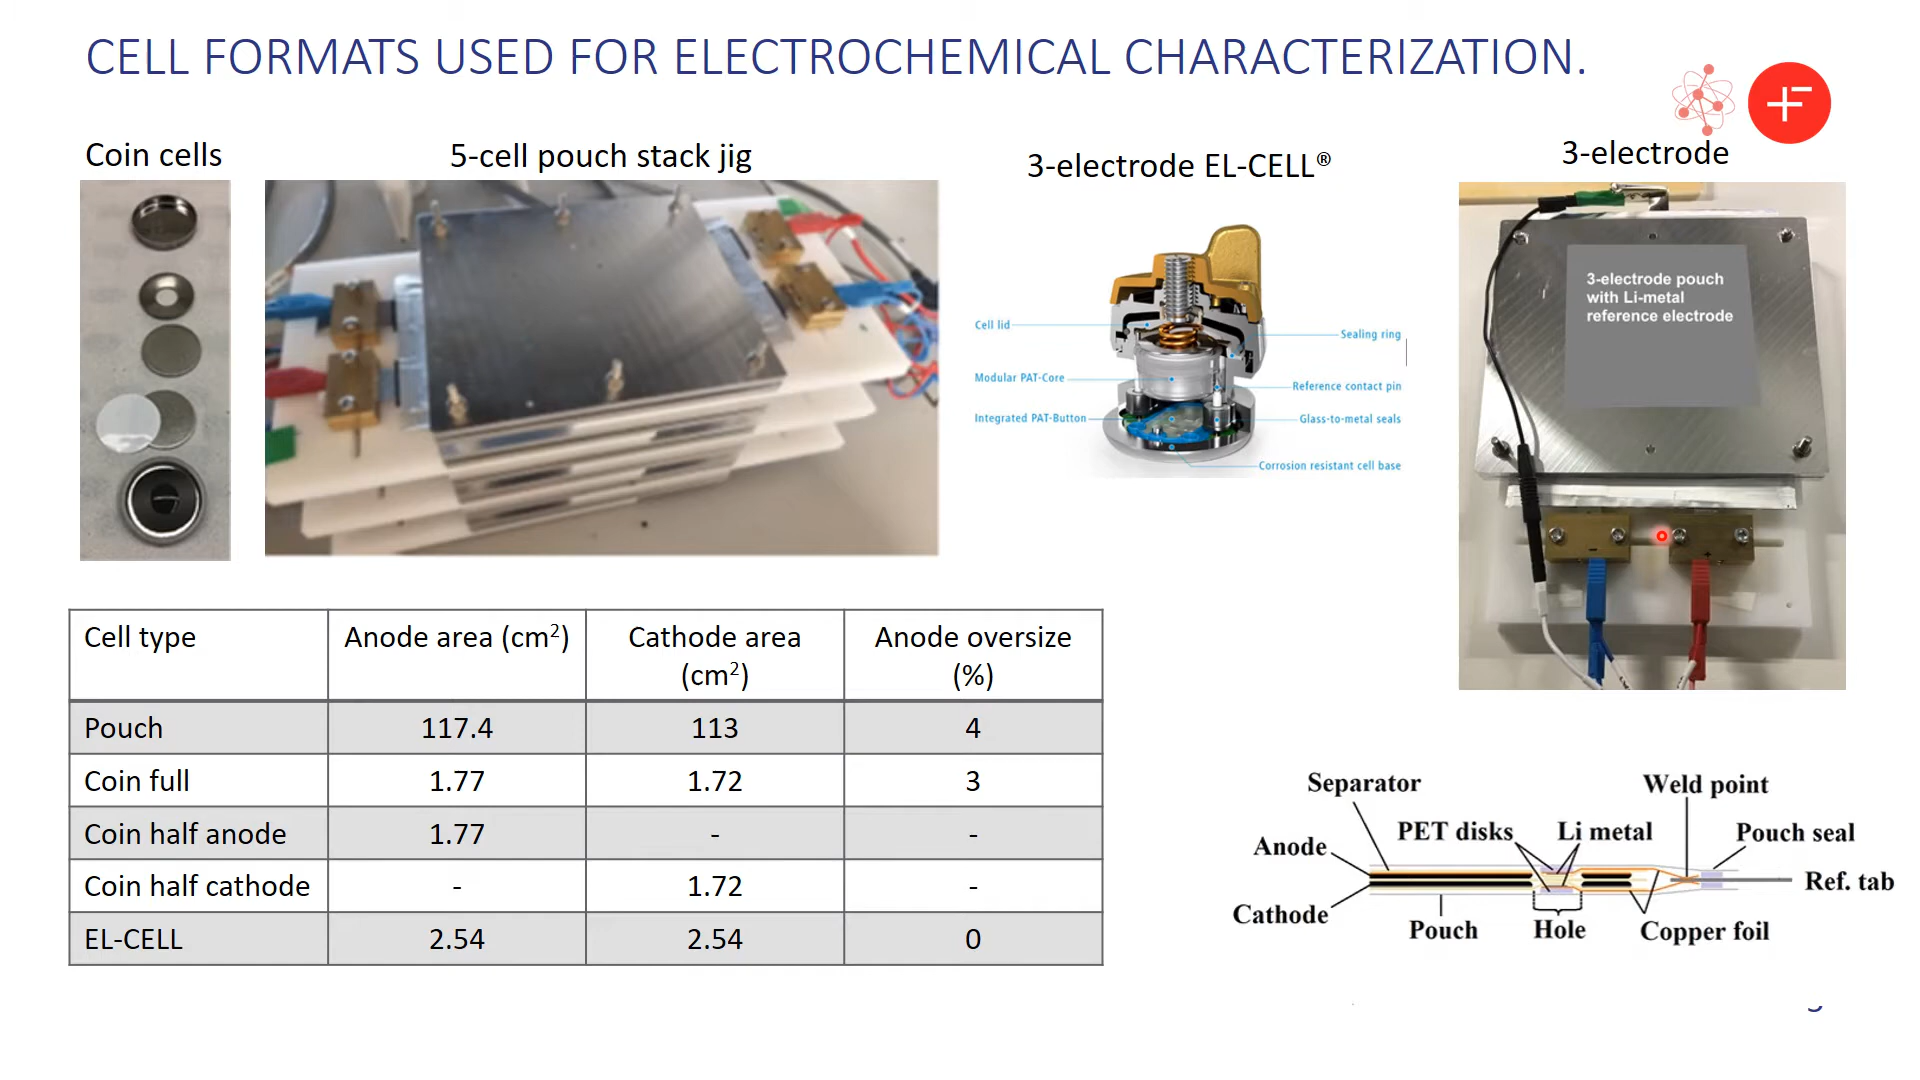 CELL FORMATS USED FOR ELECTROCHEMICAL CHARACTERIZATION.
Coin cells
5-cell pouch stack jig
3-electrode EL-CELL®
3-electrode
Cell lid
Modular PAT-Core
Integrated PAT-Button
Sealing ring
Reference contact pin
Glass-to-metal seals
Corrosion resistant cell base
3-electrode pouch
with Li-metal
reference electrode
Cell type Anode area (cm²) Cathode area (cm²) Anode oversize (%)
Pouch 117.4 113 4
Coin full 1.77 1.72 3
Coin half anode 1.77 - -
Coin half cathode - 1.72 -
EL-CELL 2.54 2.54 0
Separator
Weld point
PET disks
Li metal
Pouch seal
Anode
Ref. tab
Cathode
Pouch
Hole
Copper foil